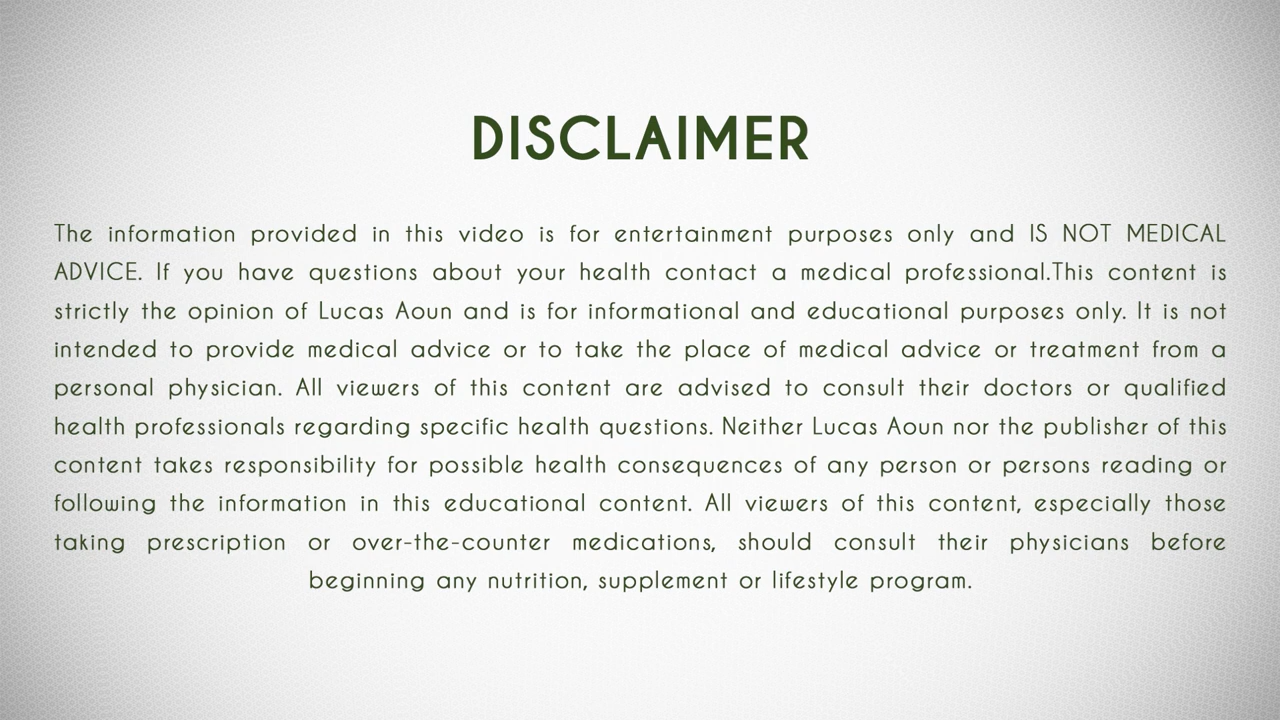 DISCLAIMER
The information provided in this video is for entertainment purposes only and IS NOT MEDICAL
ADVICE. If you have questions about your health contact a medical professional.This content is
strictly the opinion of Lucas Aoun and is for informational and educational purposes only. It is not
intended to provide medical advice or to take the place of medical advice or treatment from a
personal physician. All viewers of this content are advised to consult their doctors or qualified
health professionals regarding specific health questions. Neither Lucas Aoun nor the publisher of this
content takes responsibility for possible health consequences of any person or persons reading or
following the information in this educational content. All viewers of this content, especially those
taking prescription or over-the-counter medications, should consult their physicians before
beginning any nutrition, supplement or lifestyle program.